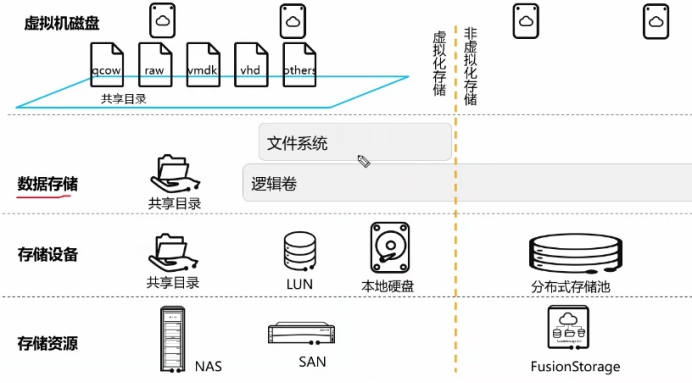 虚拟机磁盘
qcow raw vmdk vhd others
共享目录
虚拟化存储
非虚拟化存储
文件系统
数据存储
逻辑卷
共享目录
存储设备
共享目录
LUN
本地硬盘
分布式存储池
存储资源
NAS
SAN
FusionStorage